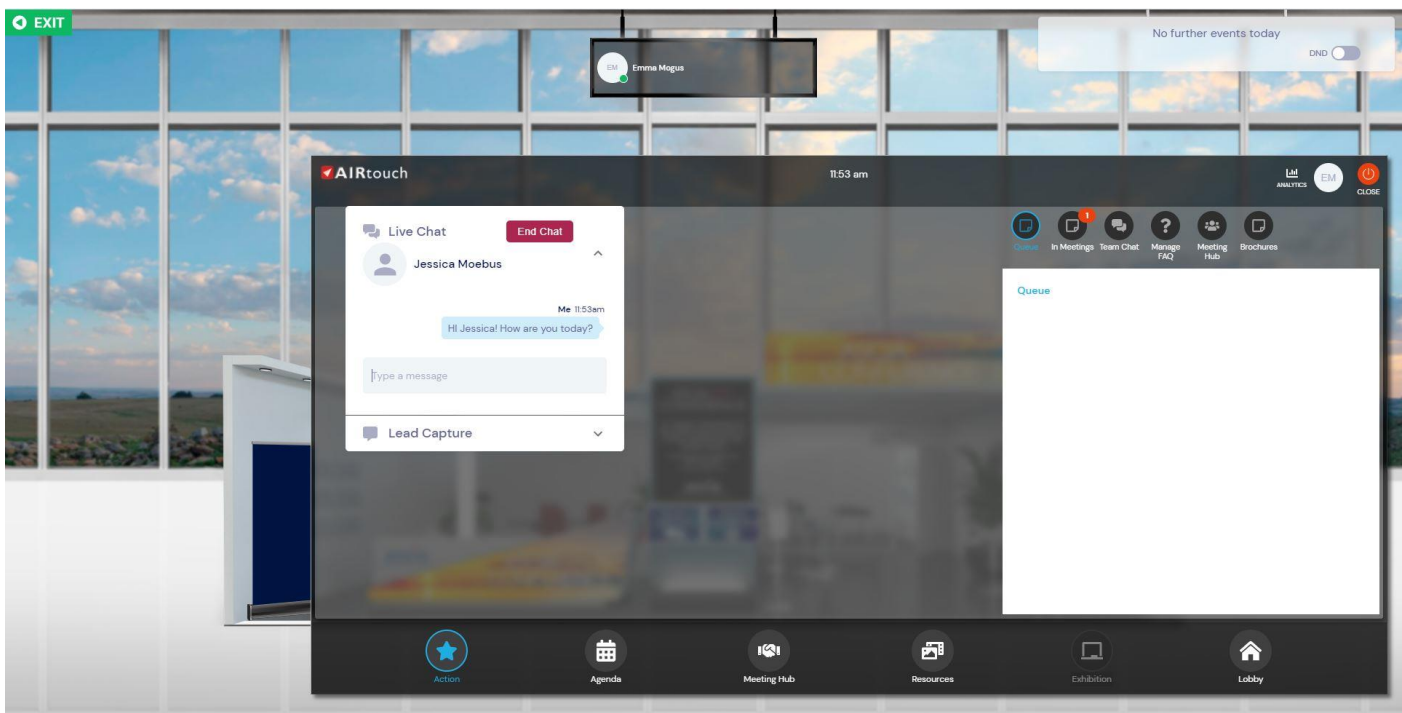 EXIT
EM
Emma Mogus
No further events today
DND
AIRtouch
11:53 am
ANALYTICS
EM
CLOSE
Live Chat
End Chat
Jessica Moebus
Me 11:53am
HI Jessica! How are you today?
Type a message
Lead Capture
Queue
1
In Meetings
Team Chat
?
Manage
FAQ
Meeting
Hub
Brochures
Queue
Action
Agenda
Meeting Hub
Resources
Exhibition
Lobby